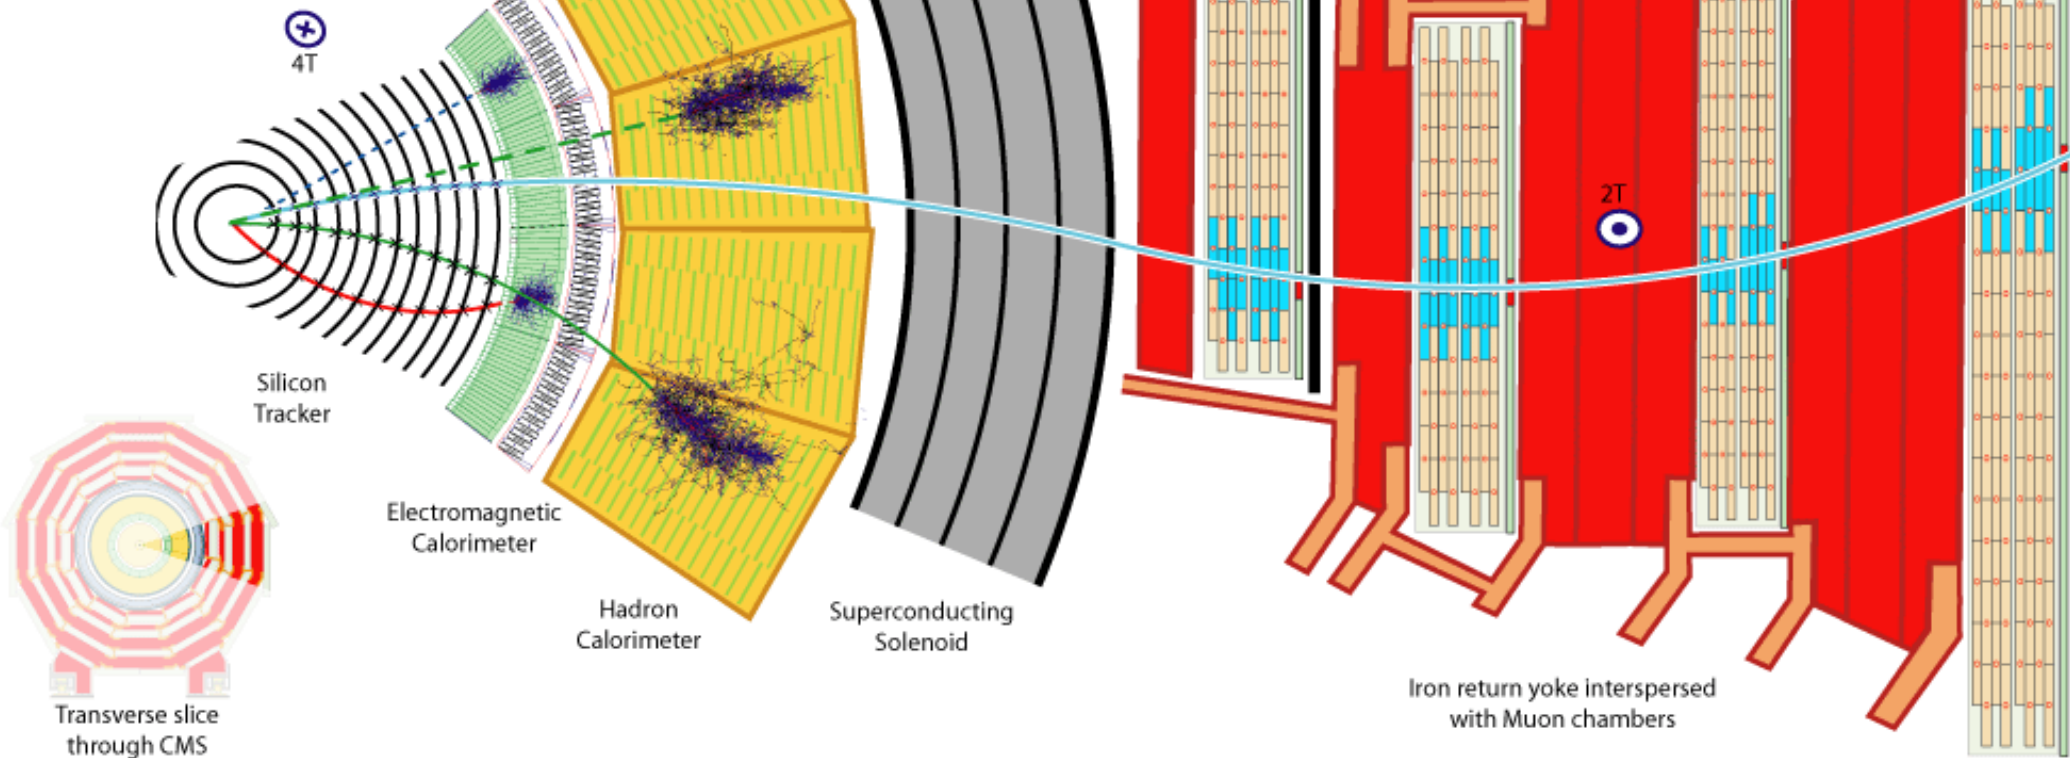 4T
2T
Silicon
Tracker
Electromagnetic
Calorimeter
Hadron
Calorimeter
Superconducting
Solenoid
Iron return yoke interspersed
with Muon chambers
Transverse slice
through CMS